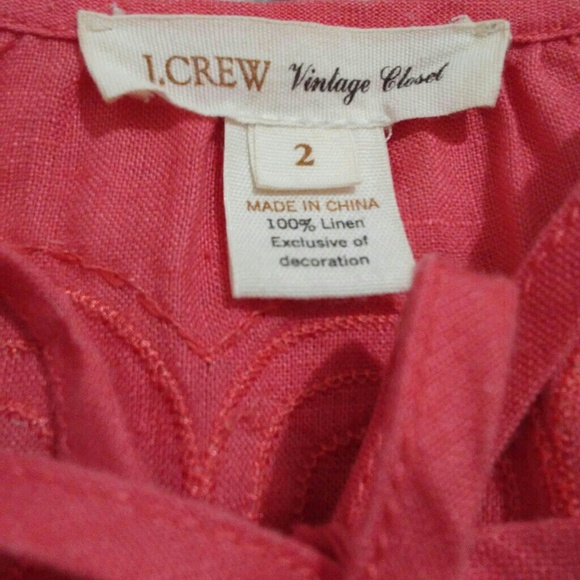 J.CREW Vintage Closet
2
MADE IN CHINA
100% Linen
Exclusive of
decoration